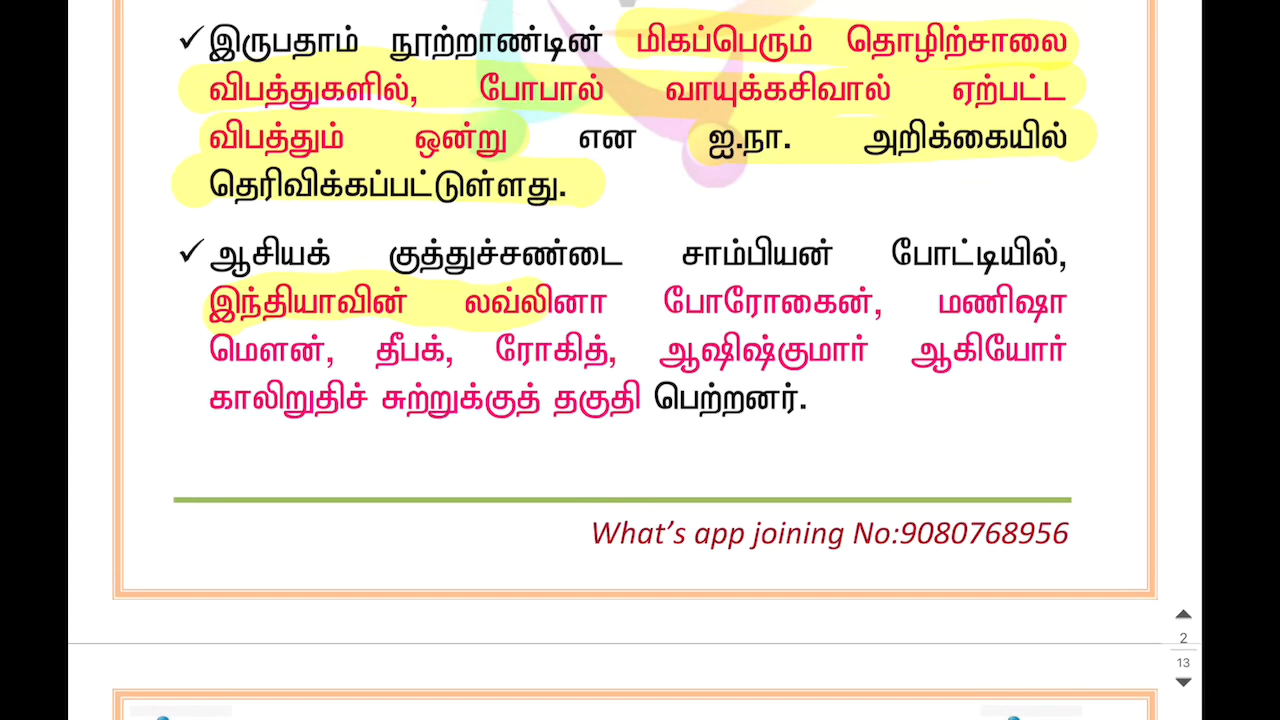 ✓ இருபதாம் நூற்றாண்டின் மிகப்பெரும் தொழிற்சாலை
விபத்துகளில், போபால் வாயுக்கசிவால் ஏற்பட்ட
விபத்தும் ஒன்று என ஐ.நா. அறிக்கையில்
தெரிவிக்கப்பட்டுள்ளது.
✓ ஆசியக் குத்துச்சண்டை சாம்பியன் போட்டியில்,
இந்தியாவின் லவ்லினா போரோகைன், மணிஷா
மௌன், தீபக், ரோகித், ஆஷிஷ்குமார் ஆகியோர்
காலிறுதிச் சுற்றுக்குத் தகுதி பெற்றனர்.
What's app joining No:9080768956
2
13